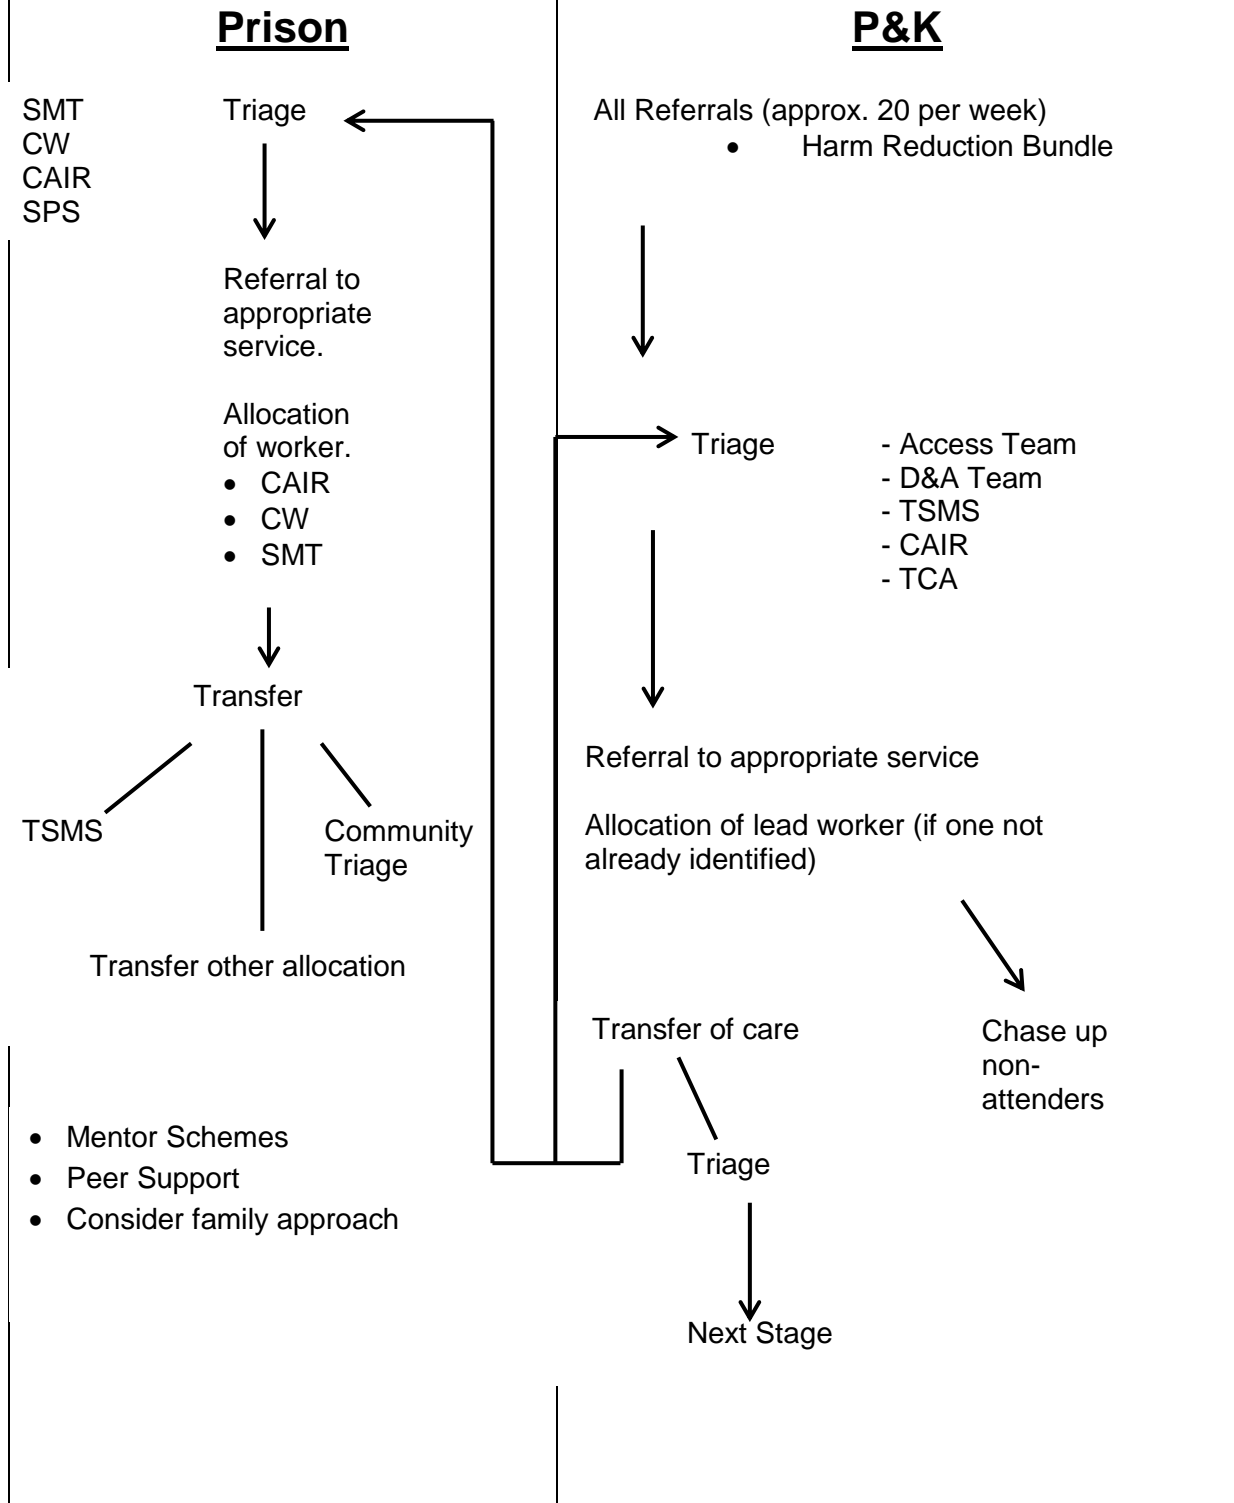 Prison
SMT
CW
CAIR
SPS
Triage
Referral to
appropriate
service.
Allocation
of worker.
• CAIR
• CW
• SMT
Transfer
TSMS
Community
Triage
Transfer other allocation
• Mentor Schemes
• Peer Support
• Consider family approach
P&K
All Referrals (approx. 20 per week)
• Harm Reduction Bundle
Triage
- Access Team
- D&A Team
- TSMS
- CAIR
- TCA
Referral to appropriate service
Allocation of lead worker (if one not
already identified)
Transfer of care
Chase up
non-
attenders
Triage
Next Stage